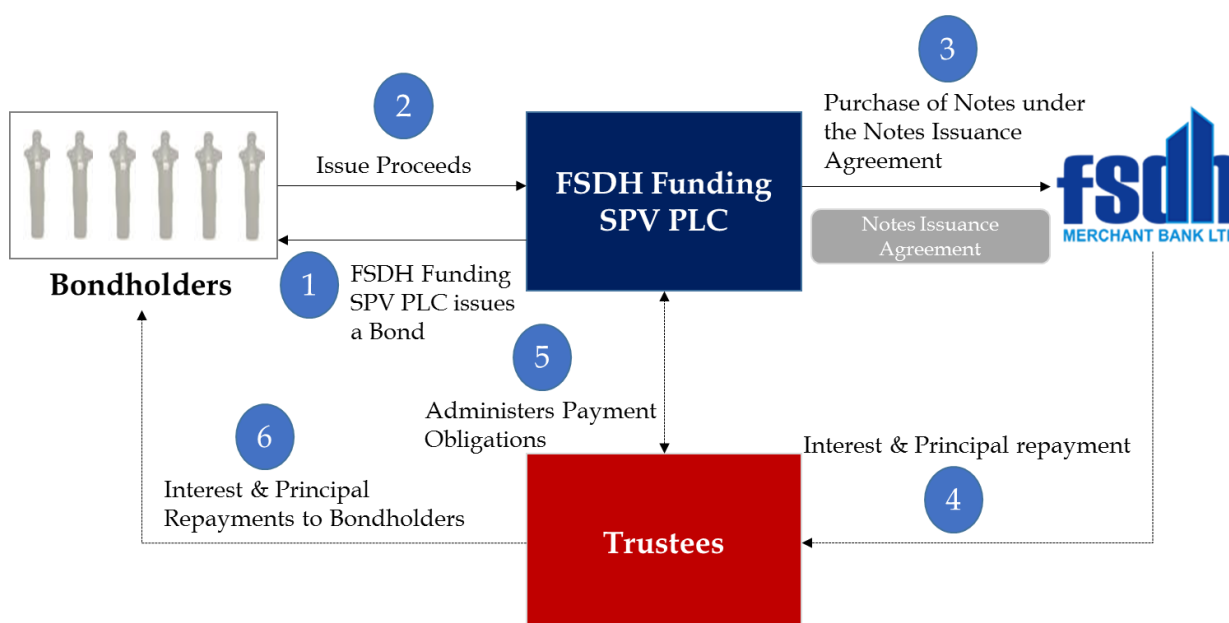 3
2
Purchase of Notes under
the Notes Issuance
Agreement
Issue Proceeds
FSDH Funding
SPV PLC
fsdh
MERCHANT BANK LT
Notes Issuance
Agreement
Bondholders
1
FSDH Funding
SPV PLC issues
a Bond
5
Administers Payment
Obligations
6
Interest & Principal repayment
Interest & Principal
Repayments to Bondholders
4
Trustees